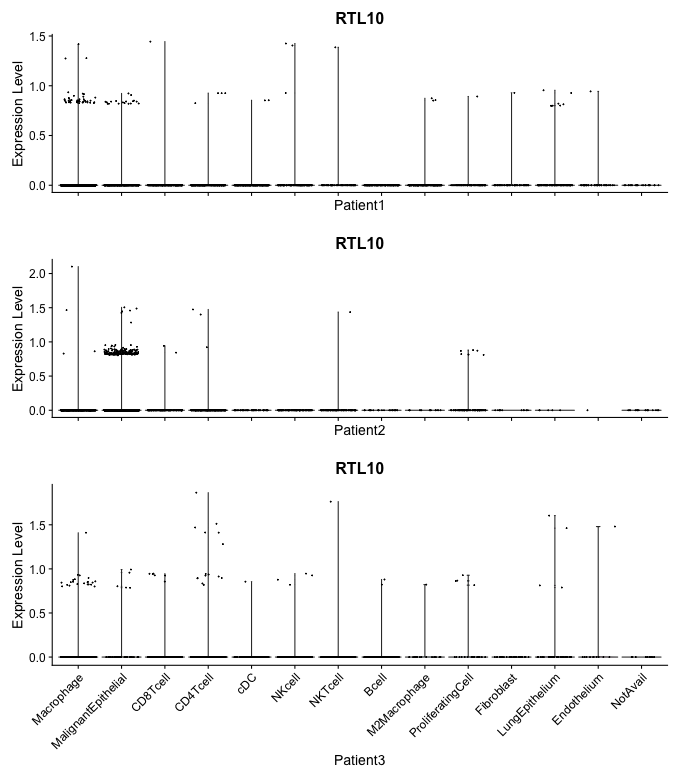 RTL10
Expression Level
1.5
1.0
0.5
0.0
Patient1
RTL10
Expression Level
2.0
1.5
1.0
0.5
0.0
Patient2
RTL10
Expression Level
1.5
1.0
0.5
0.0
Macrophage
MalignantEpithelial
CD8Tcell
CD4Tcell
cDC
NKcell
NKTcell
Bcell
M2Macrophage
ProliferatingCell
Fibroblast
LungEpithelium
Endothelium
NotAvail
Patient3